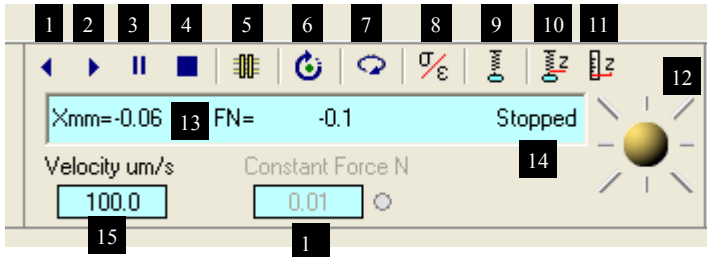 1 2 3 4 5 6 7 8 9 10 11
σ/ε z z 12
Xmm=-0.06 13 FN= -0.1 Stopped
14
Velocity um/s Constant Force N
100.0 0.01
15 1